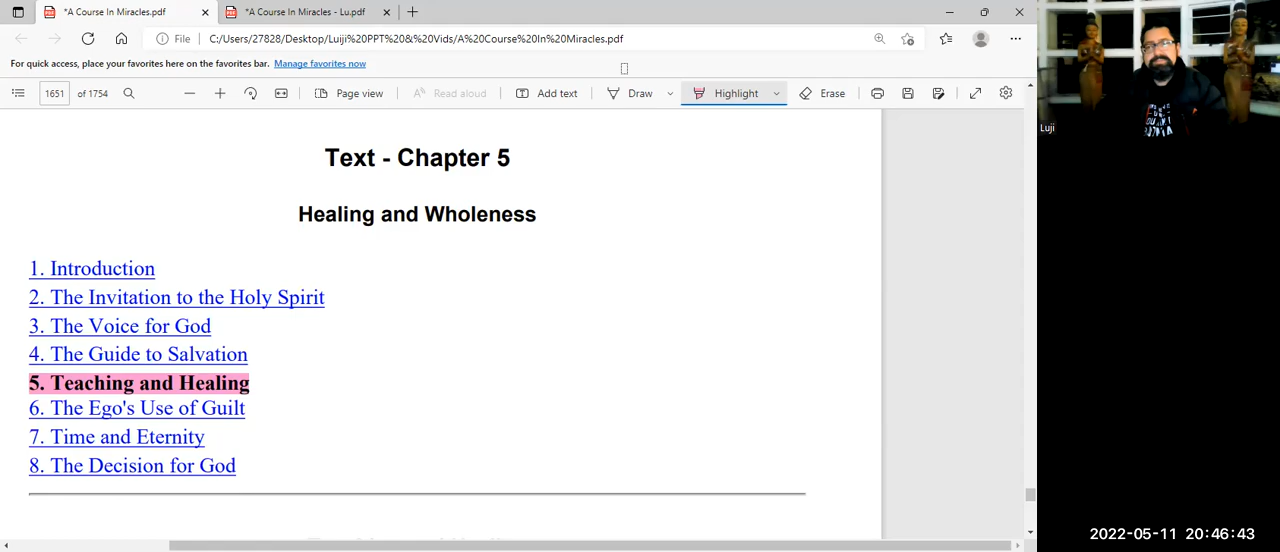 *A Course In Miracles.pdf
*A Course In Miracles - Lu.pdf
File
C:/Users/27828/Desktop/Luiji%20PPT%20&%20Vids/A%20Course%20In%20Miracles.pdf
For quick access, place your favorites here on the favorites bar. Manage favorites now
1651 of 1754
Page view
Read aloud
Add text
Draw
Highlight
Erase
Luji
Text - Chapter 5
Healing and Wholeness
1. Introduction
2. The Invitation to the Holy Spirit
3. The Voice for God
4. The Guide to Salvation
5. Teaching and Healing
6. The Ego's Use of Guilt
7. Time and Eternity
8. The Decision for God
2022-05-11 20:46:43